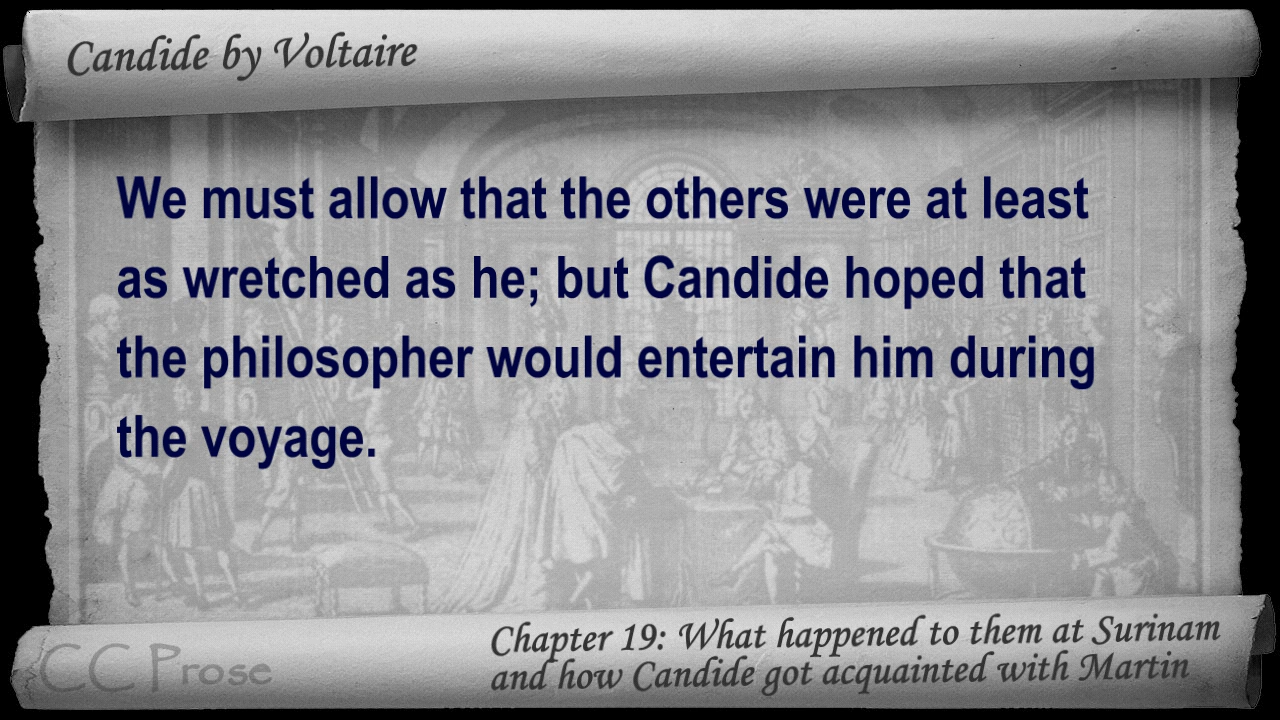 Candide by Voltaire
We must allow that the others were at least
as wretched as he; but Candide hoped that
the philosopher would entertain him during
the voyage.
Chapter 19: What happened to them at Surinam
and how Candide got acquainted with Martin
CC Prose